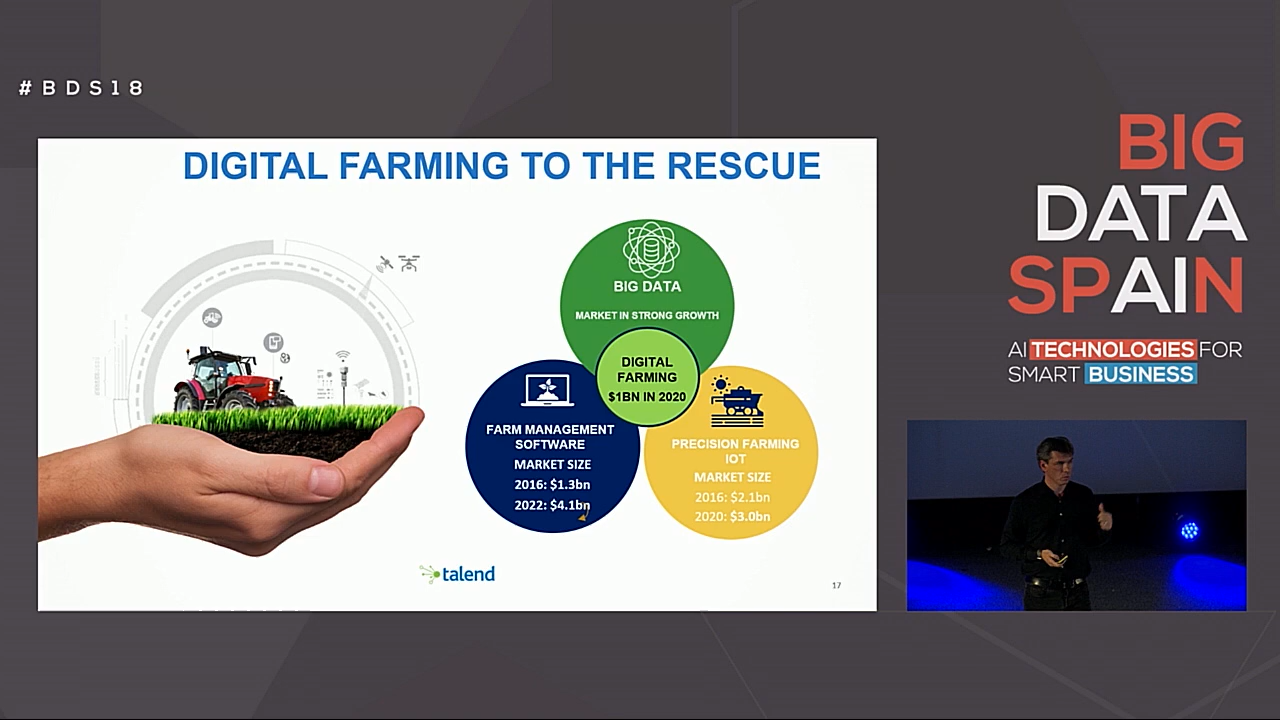 #BDS18
DIGITAL FARMING TO THE RESCUE
BIG DATA
MARKET IN STRONG GROWTH
DIGITAL
FARMING
$1BN IN 2020
FARM MANAGEMENT
SOFTWARE
MARKET SIZE
2016: $1.3bn
2022: $4.1bn
PRECISION FARMING
IOT
MARKET SIZE
2016: $2.1bn
2020: $3.0bn
talend
17
BIG
DATA
SPAIN
AI TECHNOLOGIES FOR
SMART BUSINESS